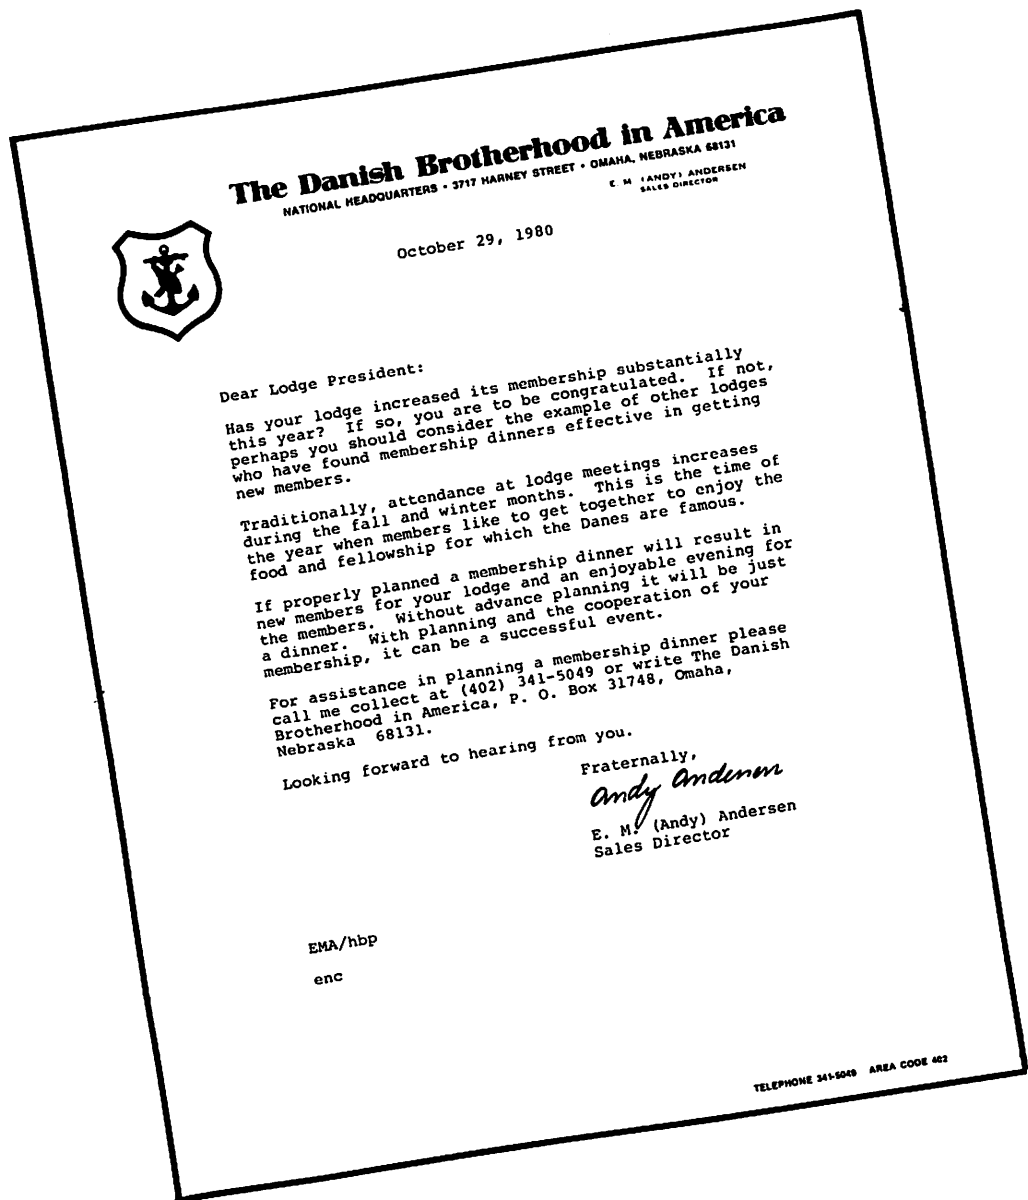 The Danish Brotherhood in America
NATIONAL HEADQUARTERS • 3717 HARNEY STREET • OMAHA, NEBRASKA 68131
E. M. (ANDY) ANDERSEN
SALES DIRECTOR
October 29, 1980
Dear Lodge President:
Has your lodge increased its membership substantially
this year?  If so, you are to be congratulated.  If not,
perhaps you should consider the example of other lodges
who have found membership dinners effective in getting
new members.
Traditionally, attendance at lodge meetings increases
during the fall and winter months.  This is the time of
the year when members like to get together to enjoy the
food and fellowship for which the Danes are famous.
If properly planned a membership dinner will result in
new members for your lodge and an enjoyable evening for
the members.  Without advance planning it will be just
a dinner.  With planning and the cooperation of your
membership, it can be a successful event.
For assistance in planning a membership dinner please
call me collect at (402) 341-5049 or write The Danish
Brotherhood in America, P. O. Box 31748, Omaha,
Nebraska  68131.
Looking forward to hearing from you.
Fraternally,
Andy Andersen
E. M. (Andy) Andersen
Sales Director
EMA/hbp
enc
TELEPHONE 341-5049 AREA CODE 402